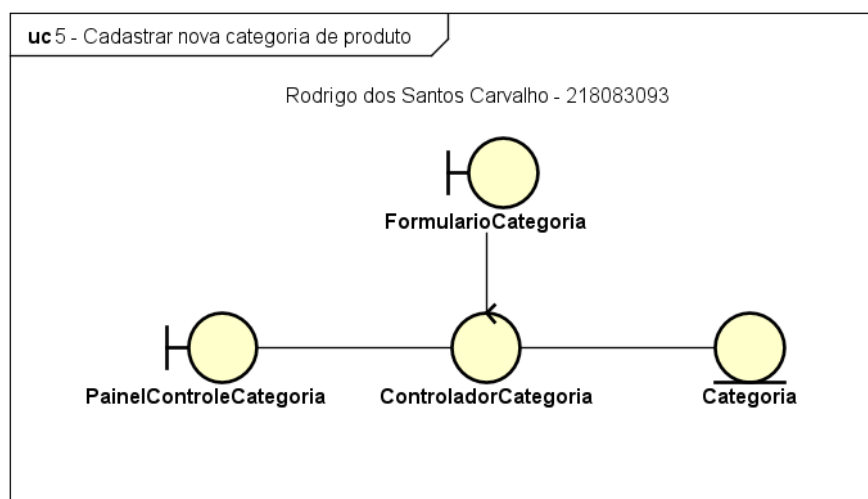 uc 5 - Cadastrar nova categoria de produto
Rodrigo dos Santos Carvalho - 218083093
FormularioCategoria
PainelControleCategoria
ControladorCategoria
Categoria